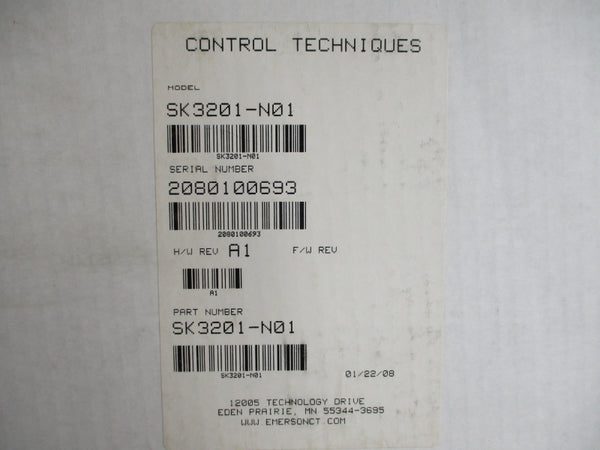 CONTROL TECHNIQUES
MODEL
SK3201-N01
SK3201-N01
SERIAL NUMBER
2080100693
2080100693
H/W REV A1 F/W REV
A1
PART NUMBER
SK3201-N01
SK3201-N01
01/22/08
12005 TECHNOLOGY DRIVE
EDEN PRAIRIE, MN 55344-3695
WWW.EMERSONCT.COM